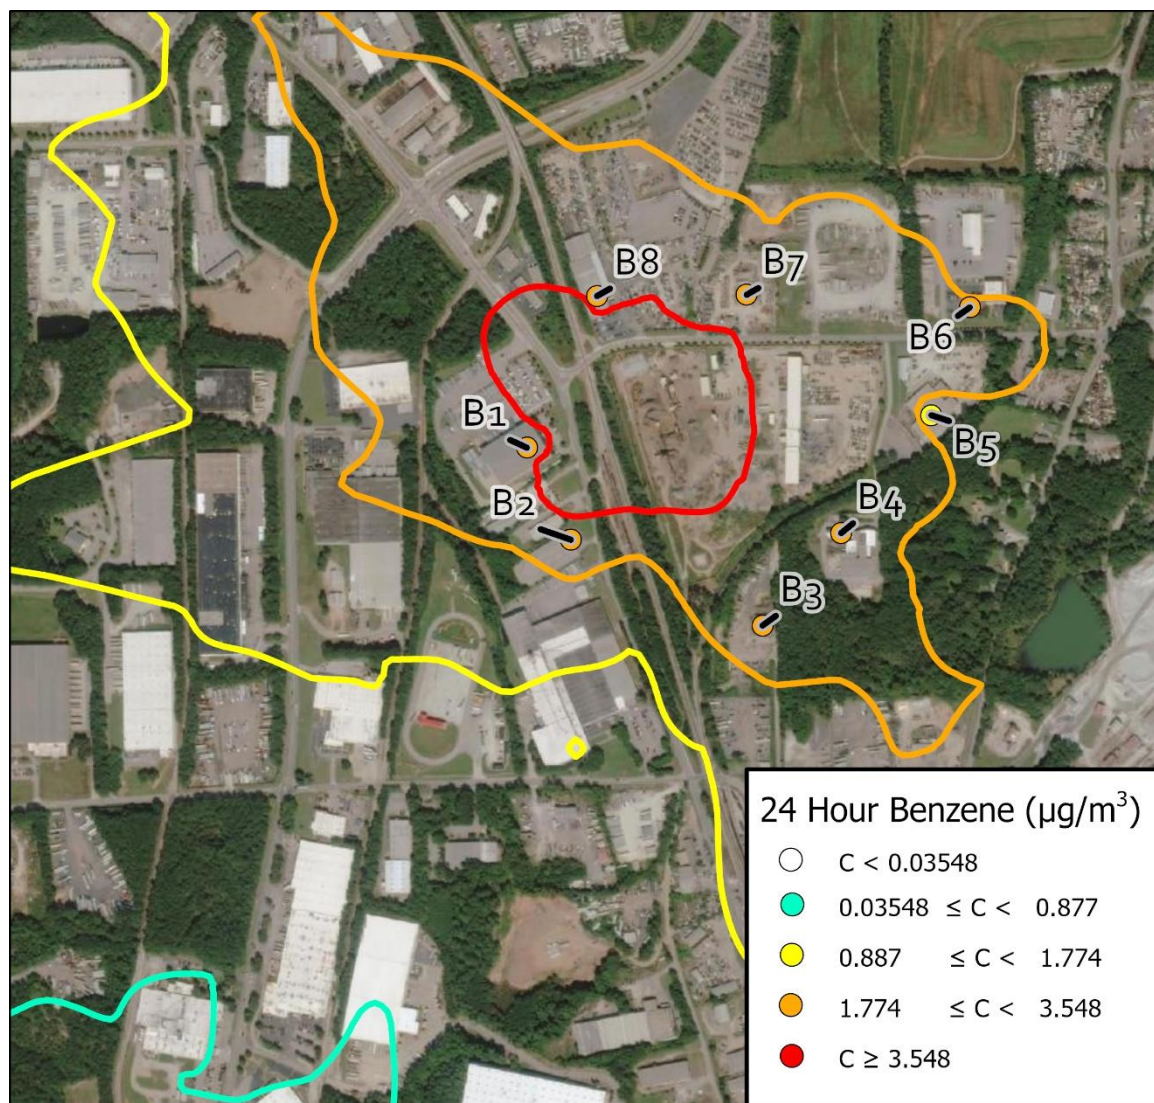 B8
B7
B6
B1
B5
B2
B4
B3
24 Hour Benzene (µg/m³)
C < 0.03548
0.03548 ≤ C < 0.877
0.887 ≤ C < 1.774
1.774 ≤ C < 3.548
C ≥ 3.548